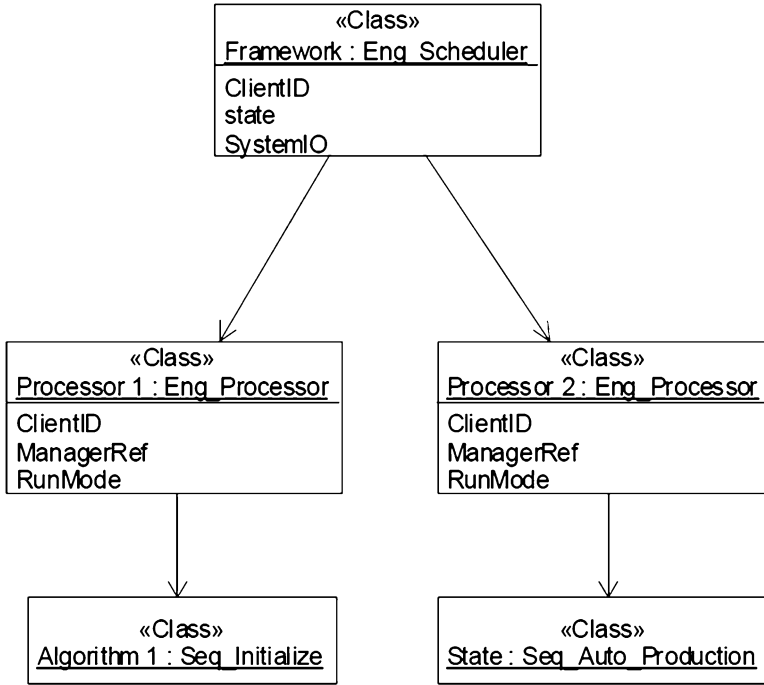 «Class»
Framework : Eng_Scheduler
ClientID
state
SystemIO
«Class»
Processor 1 : Eng_Processor
ClientID
ManagerRef
RunMode
«Class»
Processor 2 : Eng_Processor
ClientID
ManagerRef
RunMode
«Class»
Algorithm 1 : Seq_Initialize
«Class»
State : Seq_Auto_Production